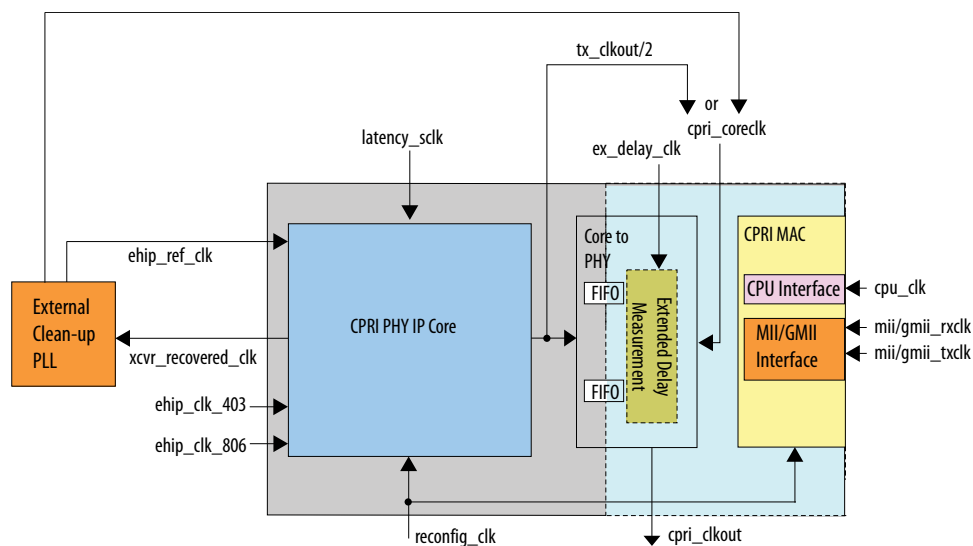 tx_clkout/2
or
cpri_coreclk
latency_sclk
ex_delay_clk
ehip_ref_clk
Core to
PHY
CPRI MAC
FIFO
Extended Delay
Measurement
CPU Interface
cpu_clk
External
Clean-up
PLL
CPRI PHY IP Core
mii/gmii_rxclk
MII/GMII
Interface
mii/gmii_txclk
xcvr_recovered_clk
FIFO
ehip_clk_403
ehip_clk_806
reconfig_clk
cpri_clkout